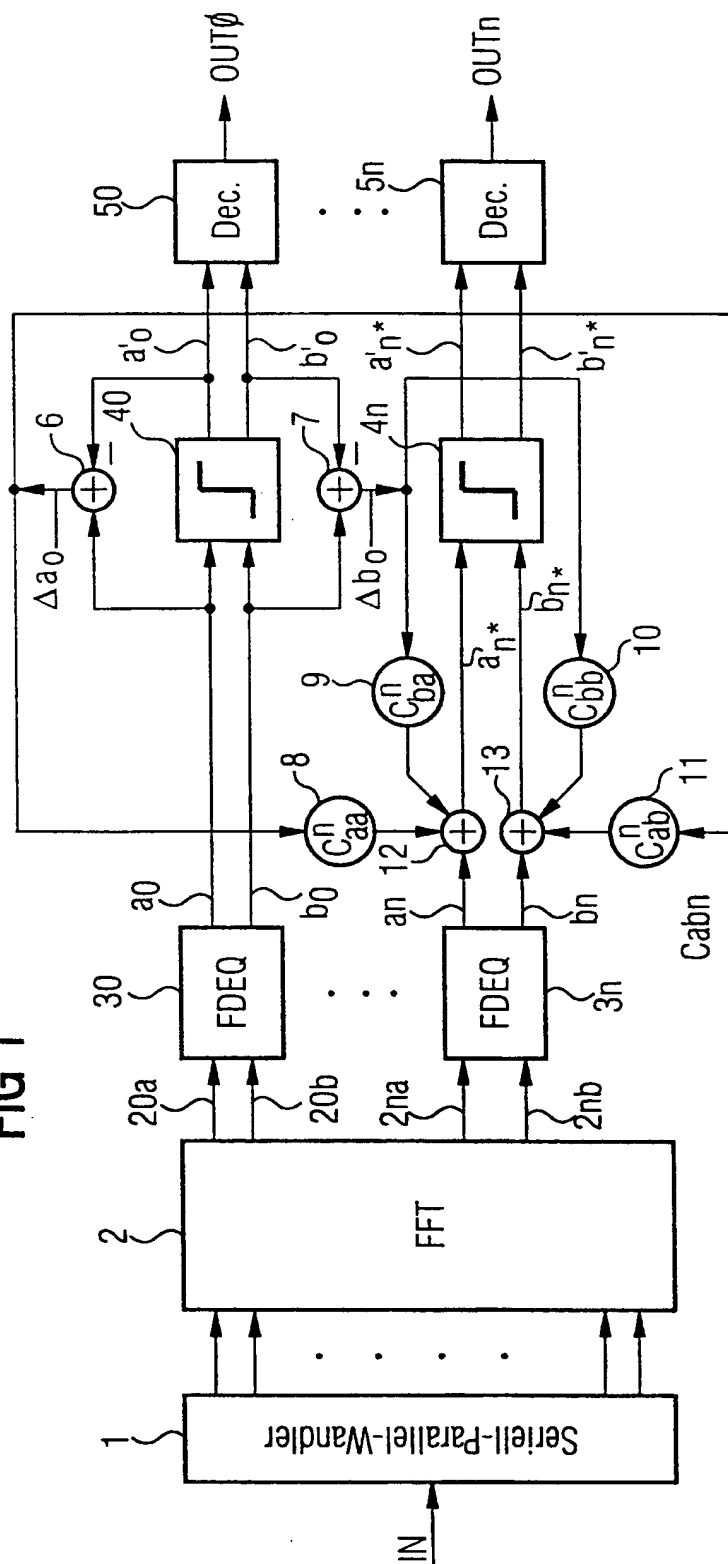 FIG 1
IN
1
Seriell-Parallel-Wandler
2
FFT
20a
20b
2na
2nb
30
FDEQ
3n
FDEQ
a0
b0
an
bn
8
C^n_aa
9
C^n_ba
10
C^n_bb
11
C^n_ab
12
13
+
+
Cabn
a_n*
b_n*
Δa_0
Δb_0
6
+
−
7
+
−
40
4n
a'_0
b'_0
a'_n*
b'_n*
50
Dec.
5n
Dec.
OUTØ
OUTn